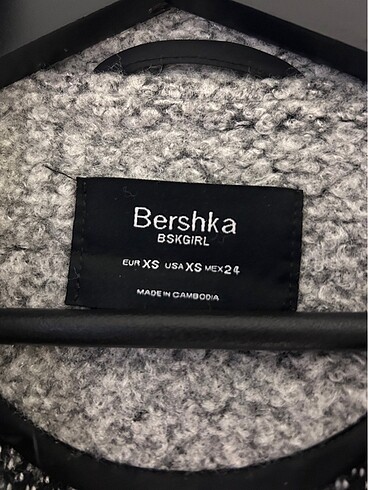 Bershka
BSKGIRL
EUR XS USA XS MEX 24
MADE IN CAMBODIA